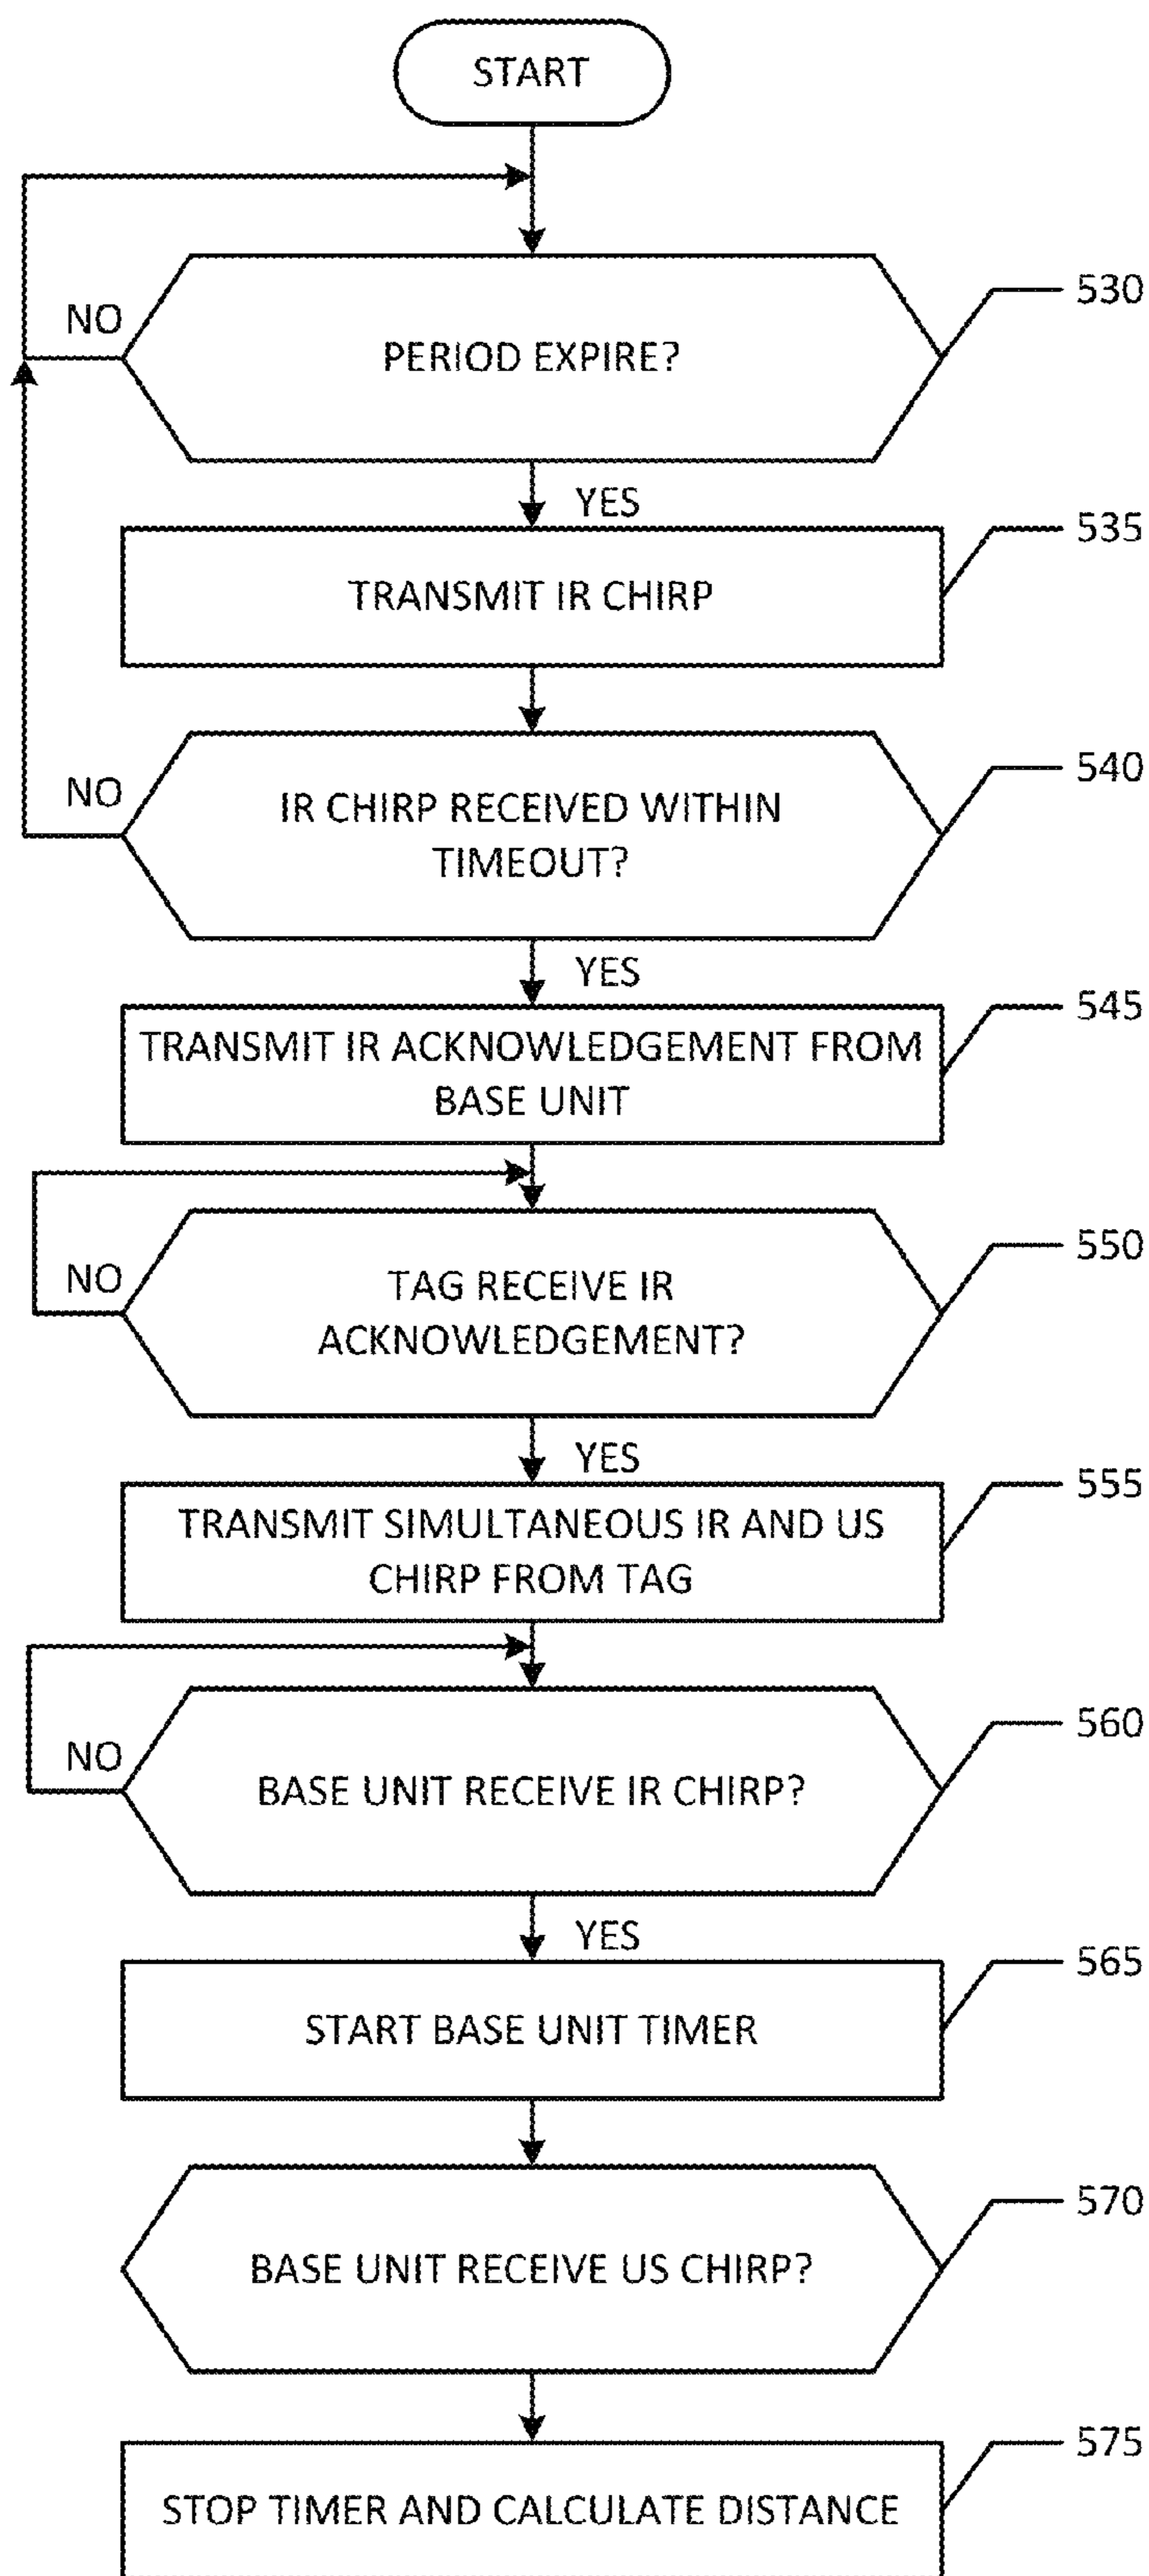 START
NO
530
PERIOD EXPIRE?
YES
535
TRANSMIT IR CHIRP
540
NO
IR CHIRP RECEIVED WITHIN
TIMEOUT?
YES
545
TRANSMIT IR ACKNOWLEDGEMENT FROM
BASE UNIT
550
NO
TAG RECEIVE IR
ACKNOWLEDGEMENT?
YES
555
TRANSMIT SIMULTANEOUS IR AND US
CHIRP FROM TAG
560
NO
BASE UNIT RECEIVE IR CHIRP?
YES
565
START BASE UNIT TIMER
570
BASE UNIT RECEIVE US CHIRP?
575
STOP TIMER AND CALCULATE DISTANCE